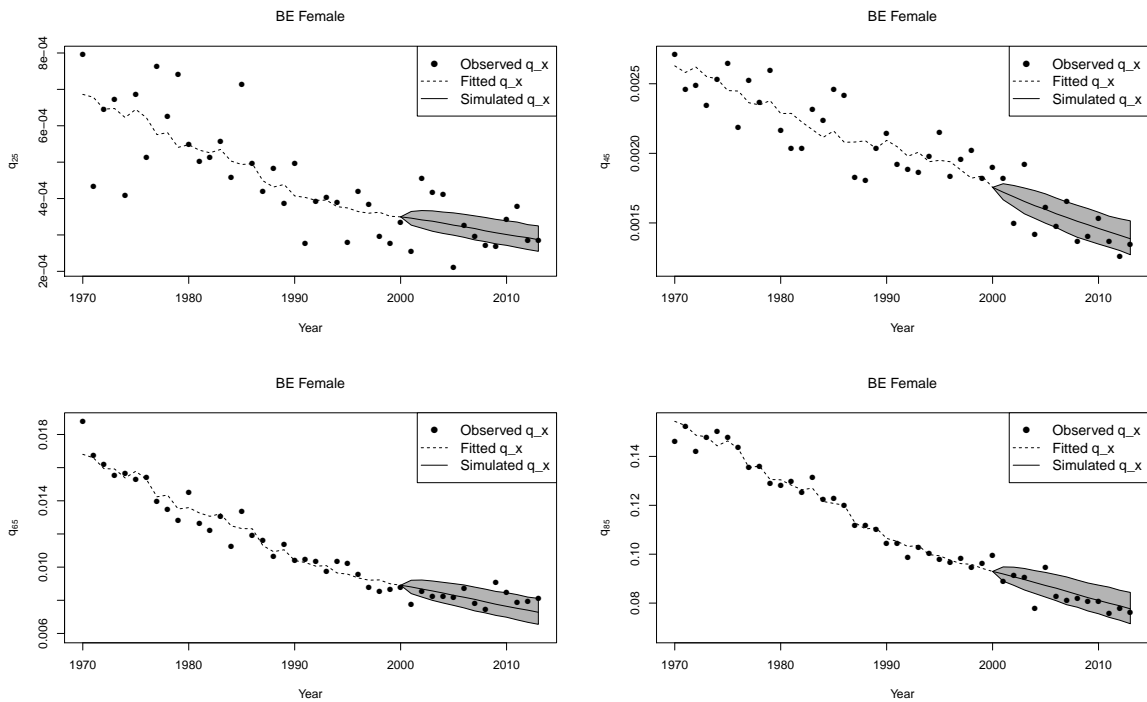 BE Female
8e−04
6e−04
4e−04
2e−04
q25
Observed q_x
Fitted q_x
Simulated q_x
1970 1980 1990 2000 2010
Year
BE Female
0.0025
0.0020
0.0015
q45
Observed q_x
Fitted q_x
Simulated q_x
1970 1980 1990 2000 2010
Year
BE Female
0.018
0.014
0.010
0.006
q65
Observed q_x
Fitted q_x
Simulated q_x
1970 1980 1990 2000 2010
Year
BE Female
0.14
0.12
0.10
0.08
q85
Observed q_x
Fitted q_x
Simulated q_x
1970 1980 1990 2000 2010
Year